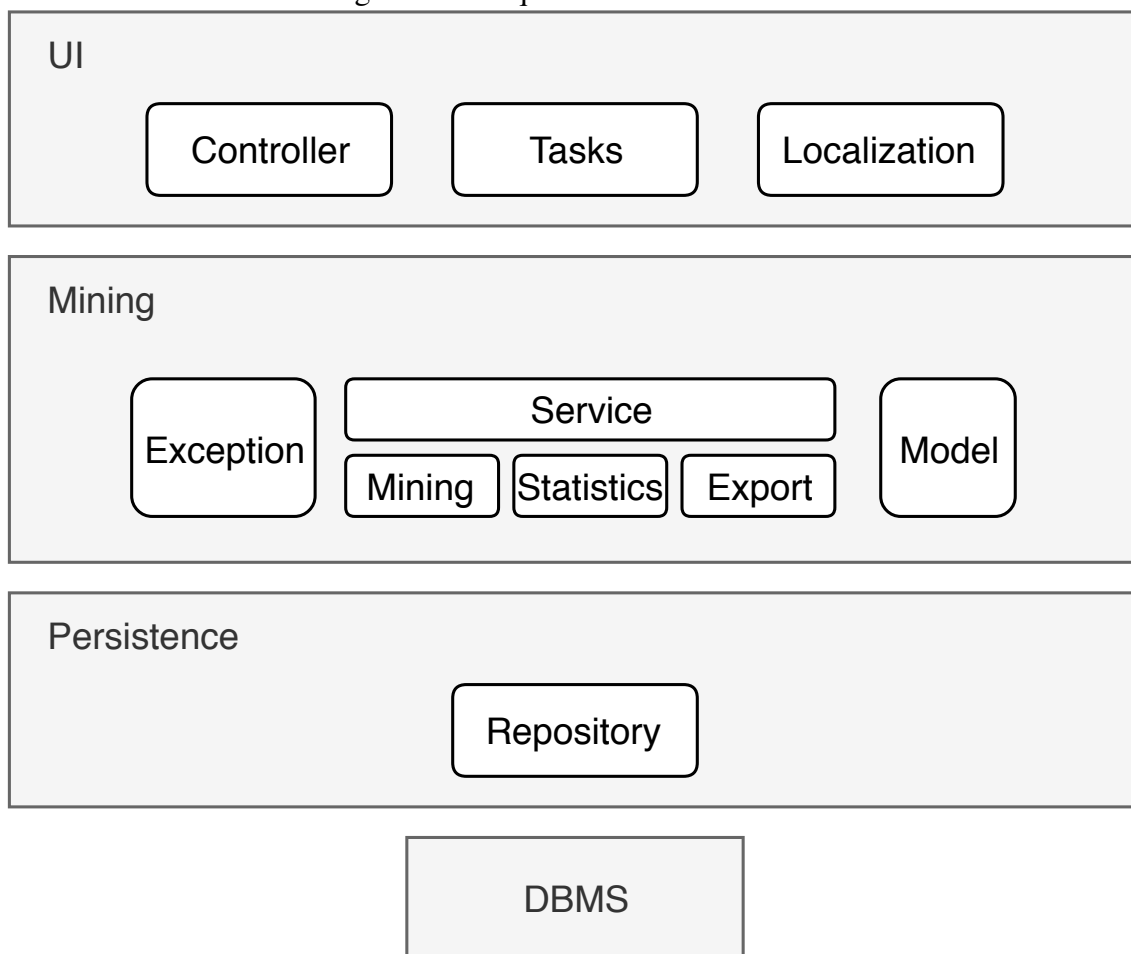 UI
Controller
Tasks
Localization
Mining
Exception
Service
Mining
Statistics
Export
Model
Persistence
Repository
DBMS